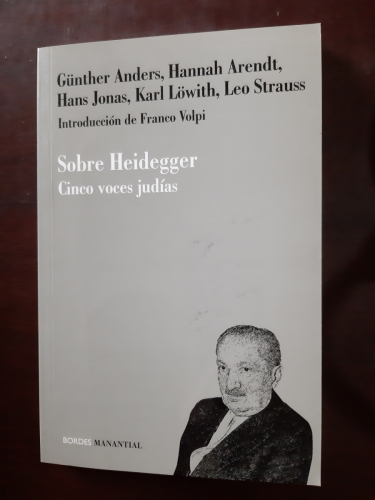 Günther Anders, Hannah Arendt,
Hans Jonas, Karl Löwith, Leo Strauss
Introducción de Franco Volpi
Sobre Heidegger
Cinco voces judías
BORDES MANANTIAL